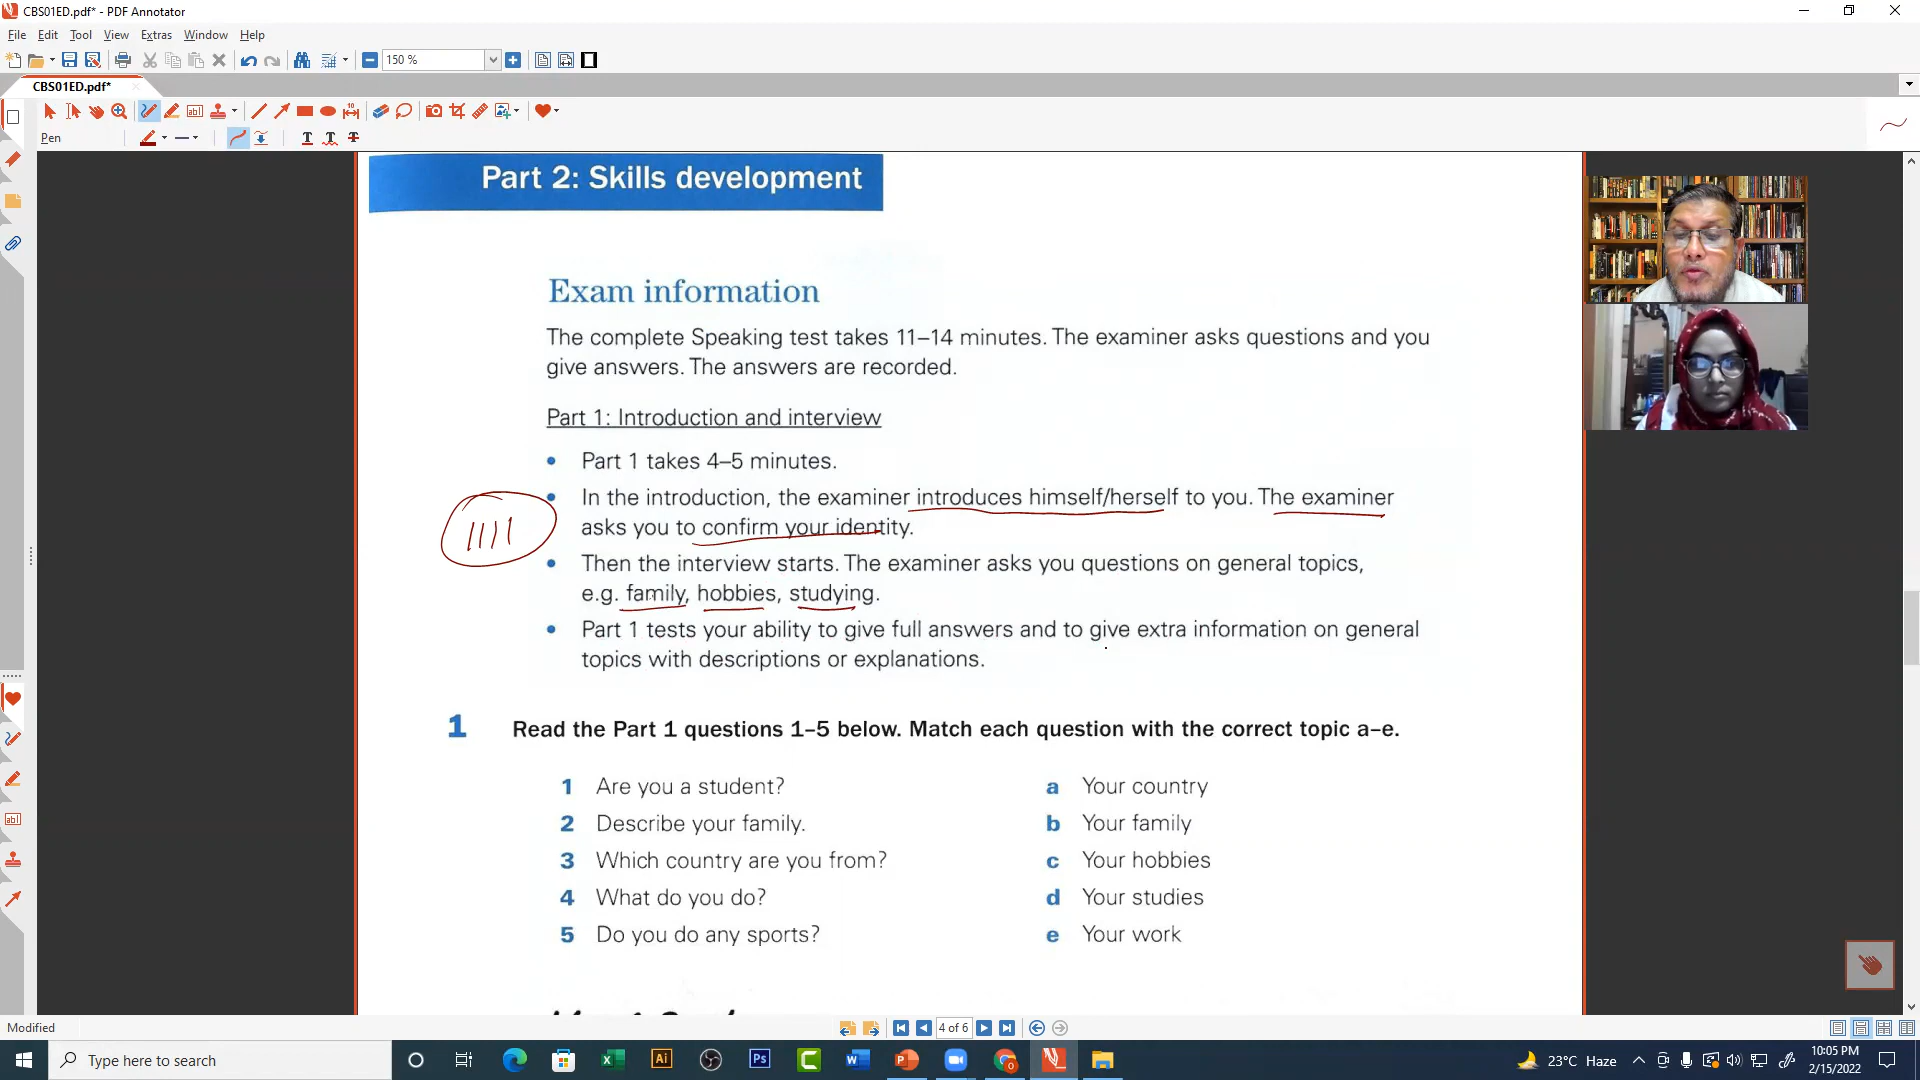 CBS01ED.pdf* - PDF Annotator
File Edit Tool View Extras Window Help
150 %
CBS01ED.pdf*
Pen
Part 2: Skills development
Exam information
The complete Speaking test takes 11–14 minutes. The examiner asks questions and you
give answers. The answers are recorded.
Part 1: Introduction and interview
• Part 1 takes 4–5 minutes.
• In the introduction, the examiner introduces himself/herself to you. The examiner
asks you to confirm your identity.
• Then the interview starts. The examiner asks you questions on general topics,
e.g. family, hobbies, studying.
• Part 1 tests your ability to give full answers and to give extra information on general
topics with descriptions or explanations.
1 Read the Part 1 questions 1–5 below. Match each question with the correct topic a–e.
1 Are you a student? a Your country
2 Describe your family. b Your family
3 Which country are you from? c Your hobbies
4 What do you do? d Your studies
5 Do you do any sports? e Your work
Modified
4 of 6
Type here to search
23°C Haze
10:05 PM
2/15/2022